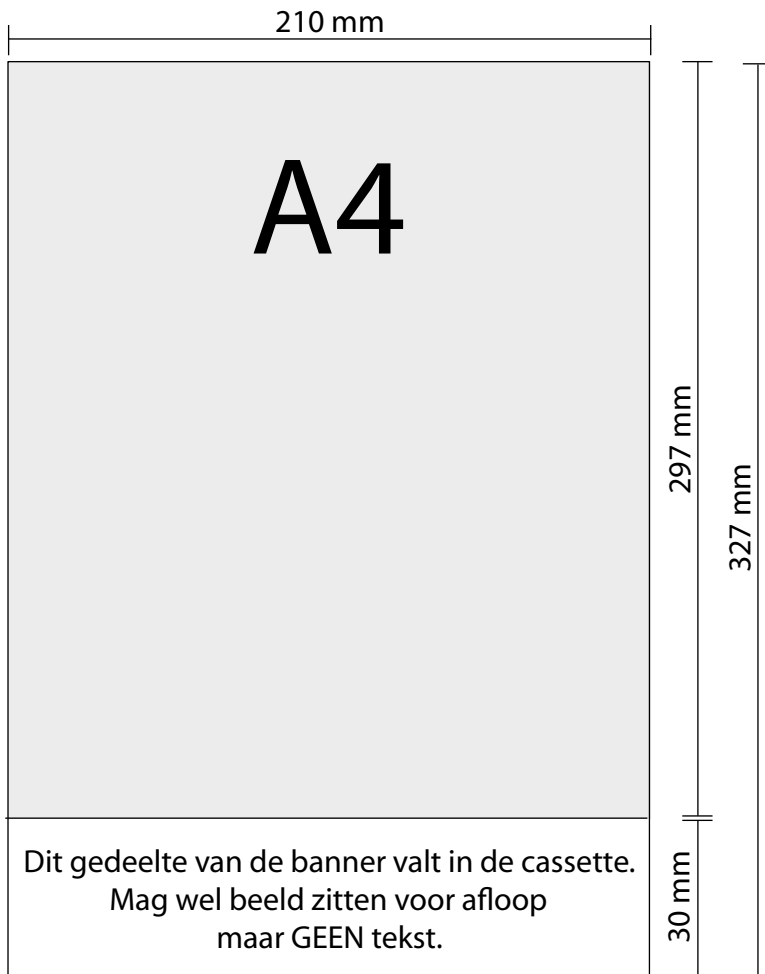 210 mm
A4
297 mm
327 mm
Dit gedeelte van de banner valt in de cassette.
Mag wel beeld zitten voor afloop
maar GEEN tekst.
30 mm